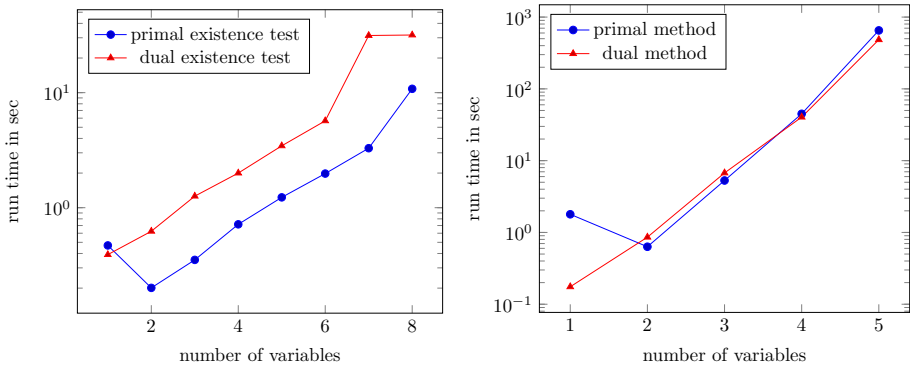 primal existence test
dual existence test
10^1
10^0
run time in sec
2 4 6 8
number of variables
primal method
dual method
10^3
10^2
10^1
10^0
10^−1
run time in sec
1 2 3 4 5
number of variables